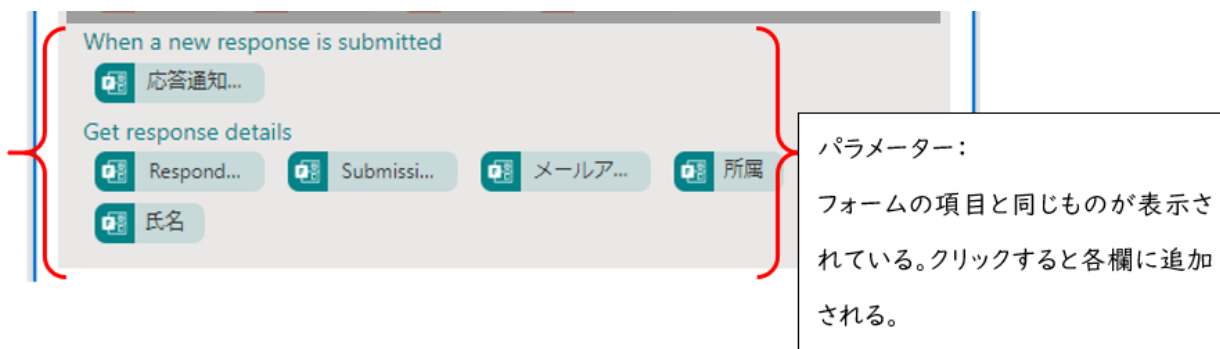 When a new response is submitted
応答通知...
Get response details
Respond...
Submissi...
メールア...
所属
氏名
パラメーター：
フォームの項目と同じものが表示さ
れている。クリックすると各欄に追加
される。